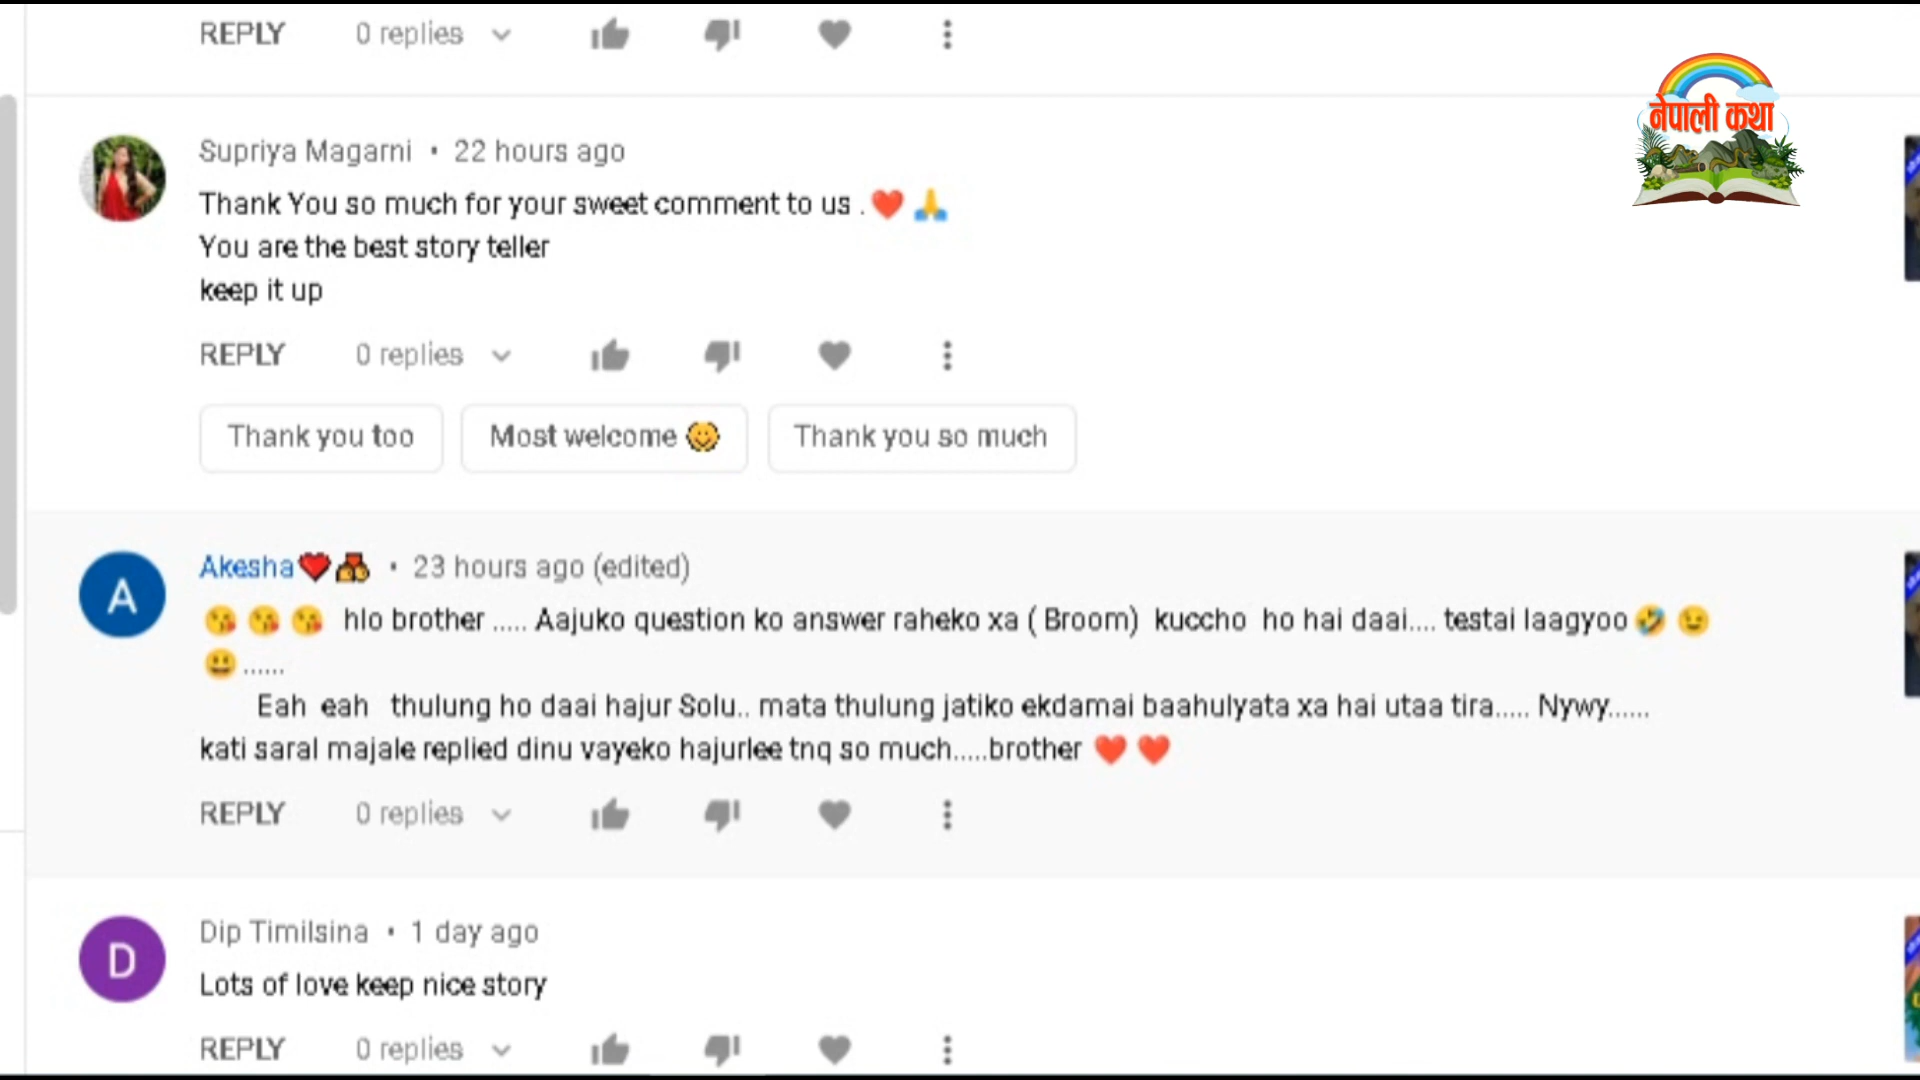 REPLY 0 replies
नेपाली कथा
Supriya Magarni • 22 hours ago
Thank You so much for your sweet comment to us . ❤️ 🙏
You are the best story teller
keep it up
REPLY 0 replies
Thank you too Most welcome 😊 Thank you so much
A
Akesha❤️ • 23 hours ago (edited)
😘 😘 😘 hlo brother ..... Aajuko question ko answer raheko xa ( Broom) kuccho ho hai daai.... testai laagyoo 🤣 😉
😃 ......
Eah eah thulung ho daai hajur Solu.. mata thulung jatiko ekdamai baahulyata xa hai utaa tira..... Nywy......
kati saral majale replied dinu vayeko hajurlee tnq so much.....brother ❤️ ❤️
REPLY 0 replies
D
Dip Timilsina • 1 day ago
Lots of love keep nice story
REPLY 0 replies